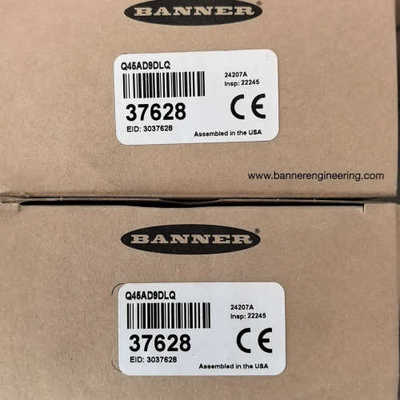 BANNER
Q45AD9DLQ
24207A
Insp: 22245
37628
EID: 3037628
Assembled in the USA
CE
www.bannerengineering.com
BANNER
Q45AD9DLQ
24207A
Insp: 22245
37628
EID: 3037628
Assembled in the USA
CE